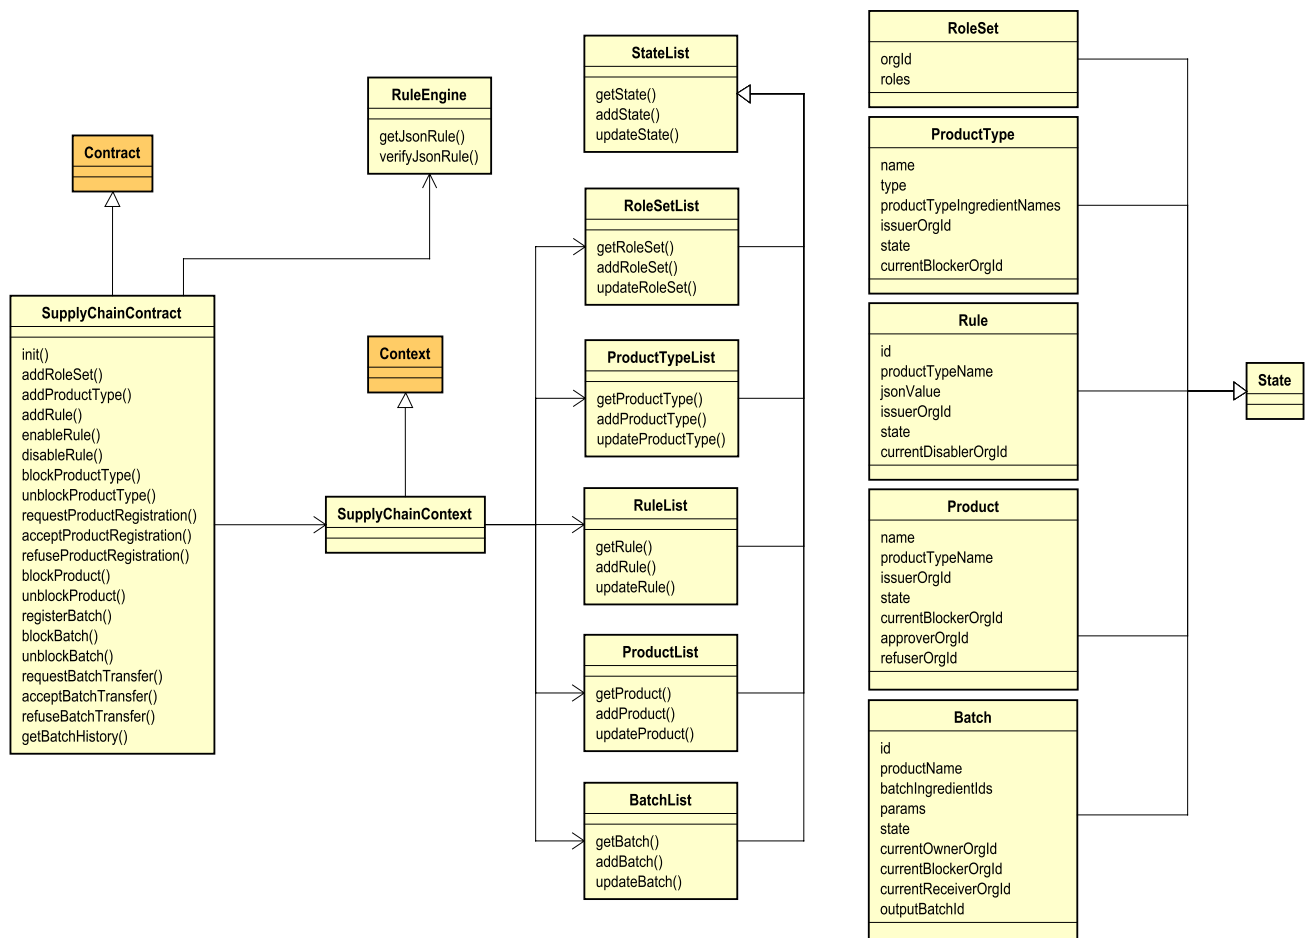 Contract
SupplyChainContract
init()
addRoleSet()
addProductType()
addRule()
enableRule()
disableRule()
blockProductType()
unblockProductType()
requestProductRegistration()
acceptProductRegistration()
refuseProductRegistration()
blockProduct()
unblockProduct()
registerBatch()
blockBatch()
unblockBatch()
requestBatchTransfer()
acceptBatchTransfer()
refuseBatchTransfer()
getBatchHistory()
RuleEngine
getJsonRule()
verifyJsonRule()
Context
SupplyChainContext
StateList
getState()
addState()
updateState()
RoleSetList
getRoleSet()
addRoleSet()
updateRoleSet()
ProductTypeList
getProductType()
addProductType()
updateProductType()
RuleList
getRule()
addRule()
updateRule()
ProductList
getProduct()
addProduct()
updateProduct()
BatchList
getBatch()
addBatch()
updateBatch()
RoleSet
orgId
roles
ProductType
name
type
productTypeIngredientNames
issuerOrgId
state
currentBlockerOrgId
Rule
id
productTypeName
jsonValue
issuerOrgId
state
currentDisablerOrgId
Product
name
productTypeName
issuerOrgId
state
currentBlockerOrgId
approverOrgId
refuserOrgId
Batch
id
productName
batchIngredientIds
params
state
currentOwnerOrgId
currentBlockerOrgId
currentReceiverOrgId
outputBatchId
State